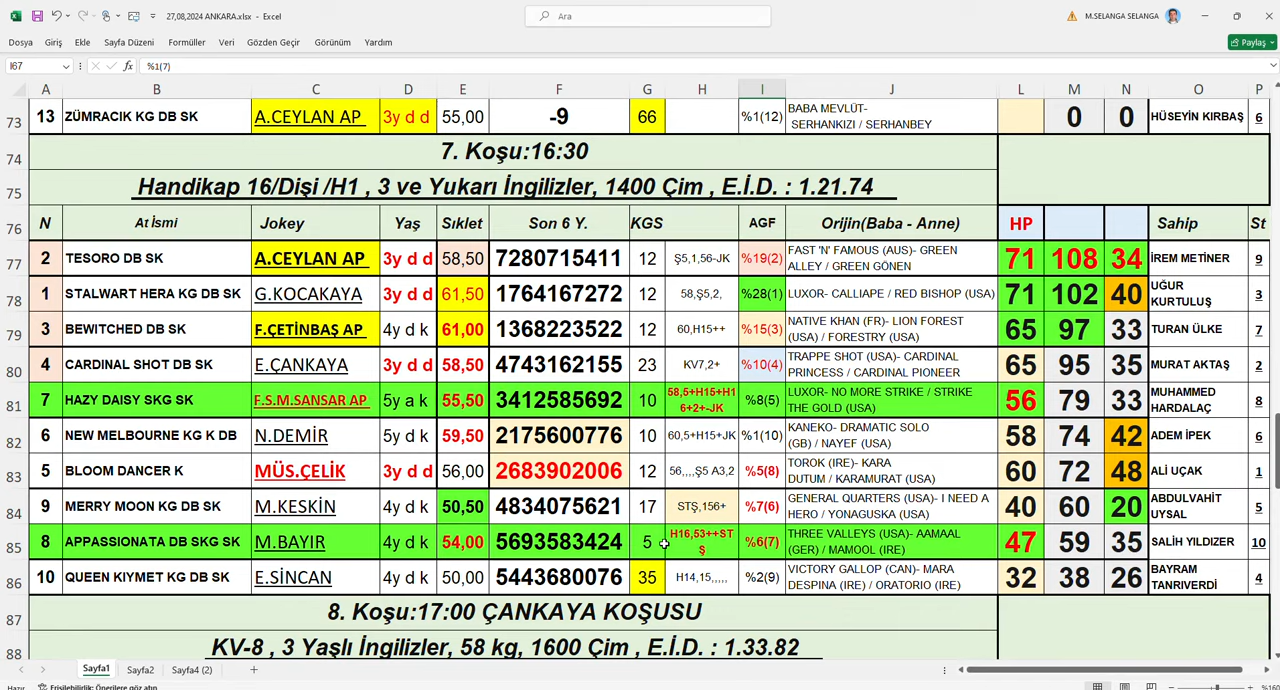 27,08,2024 ANKARA.xlsx - Excel
Ara
M.SELANGA SELANGA
Dosya Giriş Ekle Sayfa Düzeni Formüller Veri Gözden Geçir Görünüm Yardım
Paylaş
I67 fx %1(7)
A B C D E F G H I J L M N O P
73 13 ZÜMRACIK KG DB SK A.CEYLAN AP 3y d d 55,00 -9 66 %1(12) BABA MEVLÜT- SERHANKIZI / SERHANBEY 0 0 HÜSEYİN KIRBAŞ 6
74 7. Koşu:16:30
75 Handikap 16/Dişi /H1 , 3 ve Yukarı İngilizler, 1400 Çim , E.İ.D. : 1.21.74
76 N At İsmi Jokey Yaş Sıklet Son 6 Y. KGS AGF Orijin(Baba - Anne) HP Sahip St
77 2 TESORO DB SK A.CEYLAN AP 3y d d 58,50 7280715411 12 Ş5,1,56-JK %19(2) FAST 'N' FAMOUS (AUS)- GREEN ALLEY / GREEN GÖNEN 71 108 34 İREM METİNER 9
78 1 STALWART HERA KG DB SK G.KOCAKAYA 3y d d 61,50 1764167272 12 58,Ş5,2, %28(1) LUXOR- CALLIAPE / RED BISHOP (USA) 71 102 40 UĞUR KURTULUŞ 3
79 3 BEWITCHED DB SK F.ÇETİNBAŞ AP 4y d k 61,00 1368223522 12 60,H15++ %15(3) NATIVE KHAN (FR)- LION FOREST (USA) / FORESTRY (USA) 65 97 33 TURAN ÜLKE 7
80 4 CARDINAL SHOT DB SK E.ÇANKAYA 3y d d 58,50 4743162155 23 KV7,2+ %10(4) TRAPPE SHOT (USA)- CARDINAL PRINCESS / CARDINAL PIONEER 65 95 35 MURAT AKTAŞ 2
81 7 HAZY DAISY SKG SK F.S.M.SANSAR AP 5y a k 55,50 3412585692 10 58,5+H15+H1 6+2+-JK %8(5) LUXOR- NO MORE STRIKE / STRIKE THE GOLD (USA) 56 79 33 MUHAMMED HARDALAÇ 8
82 6 NEW MELBOURNE KG K DB N.DEMİR 5y d k 59,50 2175600776 10 60,5+H15+JK %1(10) KANEKO- DRAMATIC SOLO (GB) / NAYEF (USA) 58 74 42 ADEM İPEK 6
83 5 BLOOM DANCER K MÜS.ÇELİK 3y d d 56,00 2683902006 12 56,,,,Ş5 A3,2 %5(8) TOROK (IRE)- KARA DUTUM / KARAMURAT (USA) 60 72 48 ALİ UÇAK 1
84 9 MERRY MOON KG DB SK M.KESKİN 4y d k 50,50 4834075621 17 STŞ,156+ %7(6) GENERAL QUARTERS (USA)- I NEED A HERO / YONAGUSKA (USA) 40 60 20 ABDULVAHİT UYSAL 5
85 8 APPASSIONATA DB SKG SK M.BAYIR 4y d k 54,00 5693583424 5 H16,53++ST Ş %6(7) THREE VALLEYS (USA)- AAMAAL (GER) / MAMOOL (IRE) 47 59 35 SALİH YILDIZER 10
86 10 QUEEN KIYMET KG DB SK E.SİNCAN 4y d k 50,00 5443680076 35 H14,15,,,,, %2(9) VICTORY GALLOP (CAN)- MARA DESPINA (IRE) / ORATORIO (IRE) 32 38 26 BAYRAM TANRIVERDİ 4
87 8. Koşu:17:00 ÇANKAYA KOŞUSU
88 KV-8 , 3 Yaşlı İngilizler, 58 kg, 1600 Çim , E.İ.D. : 1.33.82
Sayfa1 Sayfa2 Sayfa4 (2)
Hazır Erişilebilirlik: Önerilere göz atın %160